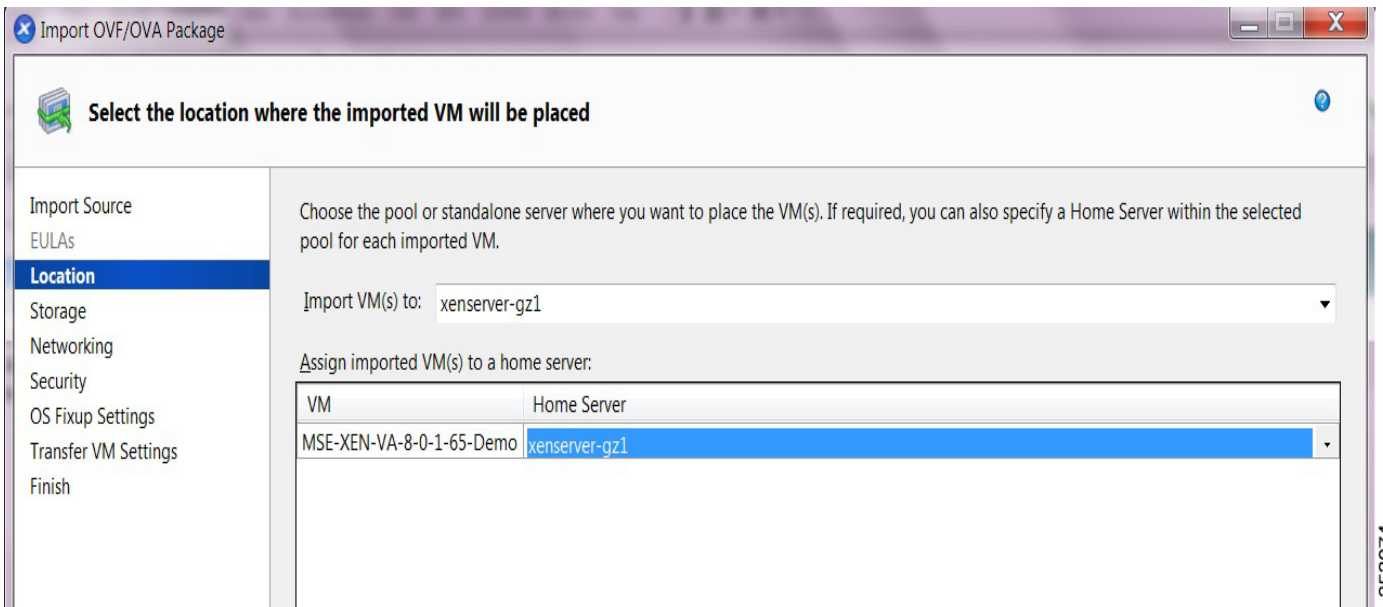 Import OVF/OVA Package
Select the location where the imported VM will be placed
Import Source
EULAs
Location
Storage
Networking
Security
OS Fixup Settings
Transfer VM Settings
Finish
Choose the pool or standalone server where you want to place the VM(s). If required, you can also specify a Home Server within the selected
pool for each imported VM.
Import VM(s) to: xenserver-gz1
Assign imported VM(s) to a home server:
VM Home Server
MSE-XEN-VA-8-0-1-65-Demo xenserver-gz1